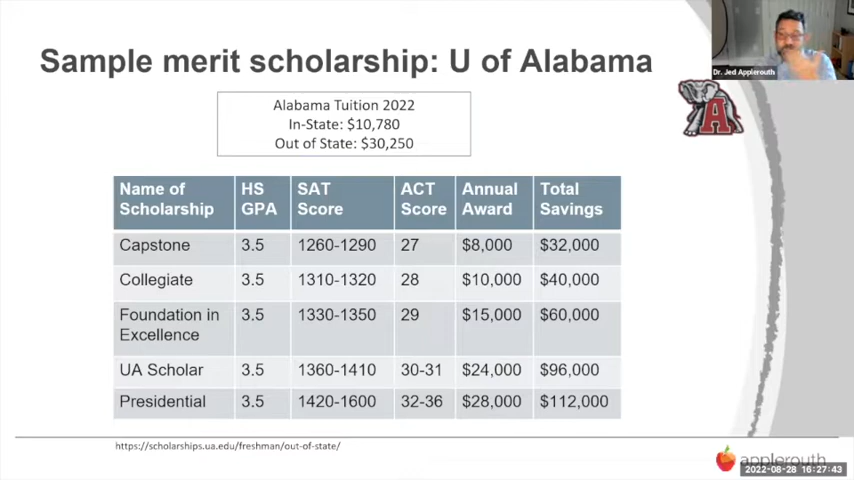 Sample merit scholarship: U of Alabama
Dr. Jed Applerouth
Alabama Tuition 2022
In-State: $10,780
Out of State: $30,250
A
Name of Scholarship HS GPA SAT Score ACT Score Annual Award Total Savings
Capstone 3.5 1260-1290 27 $8,000 $32,000
Collegiate 3.5 1310-1320 28 $10,000 $40,000
Foundation in Excellence 3.5 1330-1350 29 $15,000 $60,000
UA Scholar 3.5 1360-1410 30-31 $24,000 $96,000
Presidential 3.5 1420-1600 32-36 $28,000 $112,000
https://scholarships.ua.edu/freshman/out-of-state/
applerouth
2022-08-28 16:27:43